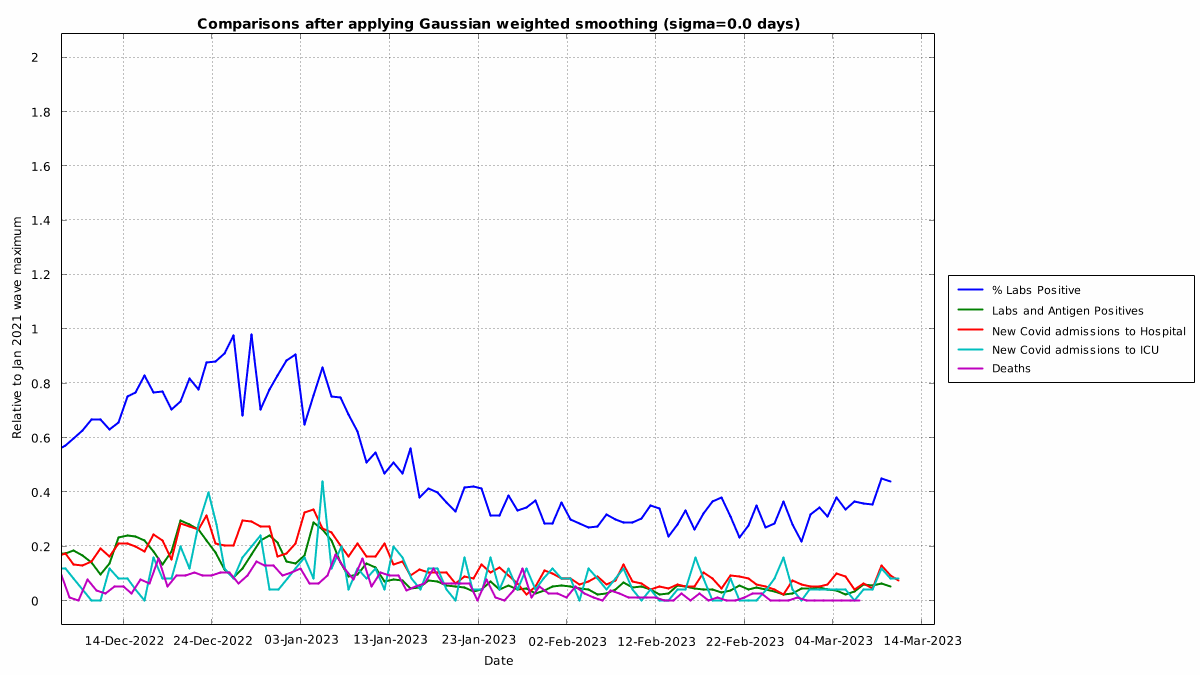 Comparisons after applying Gaussian weighted smoothing (sigma=0.0 days)
2
1.8
1.6
1.4
1.2
1
0.8
0.6
0.4
0.2
0
Relative to Jan 2021 wave maximum
14-Dec-2022 24-Dec-2022 03-Jan-2023 13-Jan-2023 23-Jan-2023 02-Feb-2023 12-Feb-2023 22-Feb-2023 04-Mar-2023 14-Mar-2023
Date
% Labs Positive
Labs and Antigen Positives
New Covid admissions to Hospital
New Covid admissions to ICU
Deaths